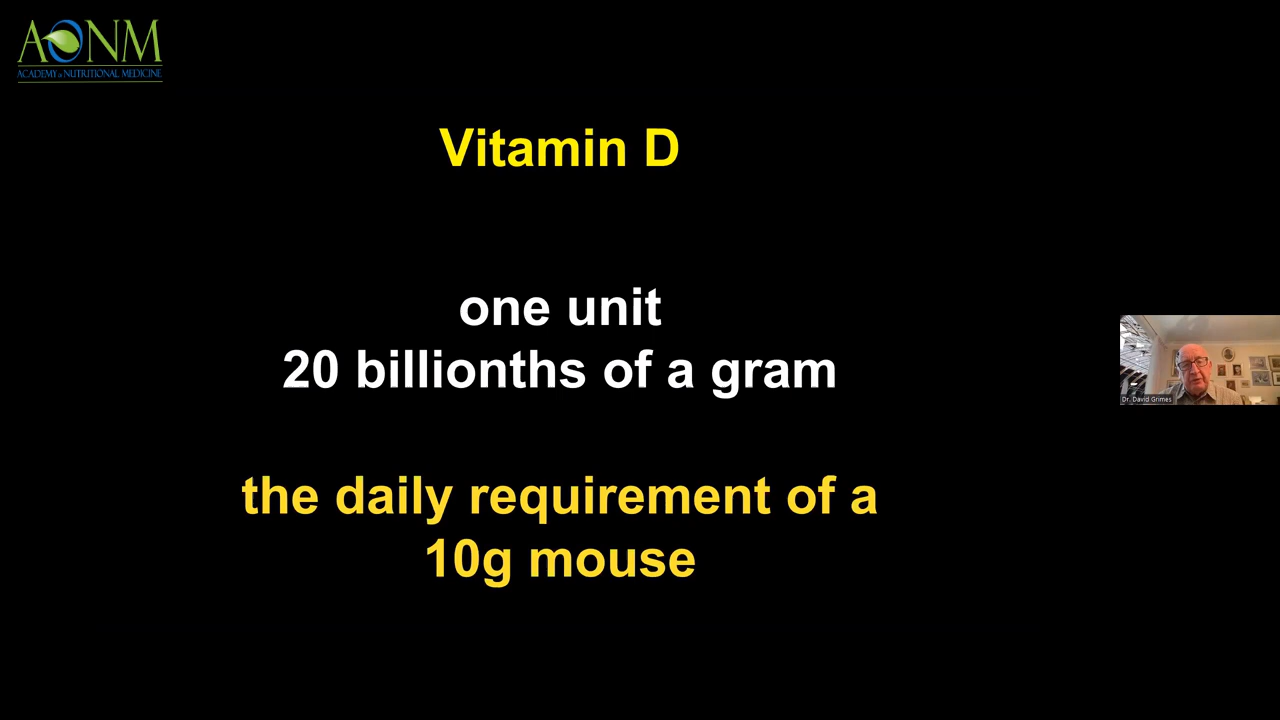 AONM
ACADEMY of NUTRITIONAL MEDICINE
Vitamin D
one unit
20 billionths of a gram
the daily requirement of a
10g mouse
Dr. David Grimes